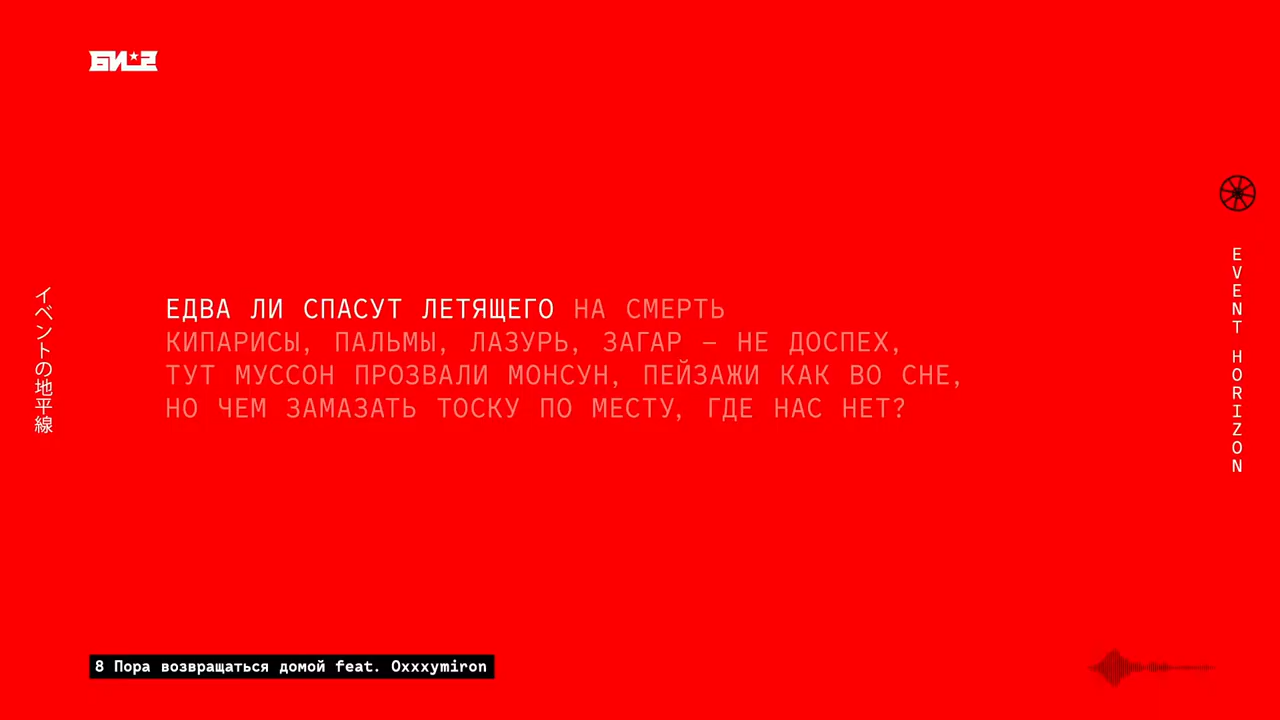 БИ★2
イベントの地平線
EVENT HORIZON
ЕДВА ЛИ СПАСУТ ЛЕТЯЩЕГО НА СМЕРТЬ
КИПАРИСЫ, ПАЛЬМЫ, ЛАЗУРЬ, ЗАГАР – НЕ ДОСПЕХ,
ТУТ МУССОН ПРОЗВАЛИ МОНСУН, ПЕЙЗАЖИ КАК ВО СНЕ,
НО ЧЕМ ЗАМАЗАТЬ ТОСКУ ПО МЕСТУ, ГДЕ НАС НЕТ?
8 Пора возвращаться домой feat. Oxxxymiron